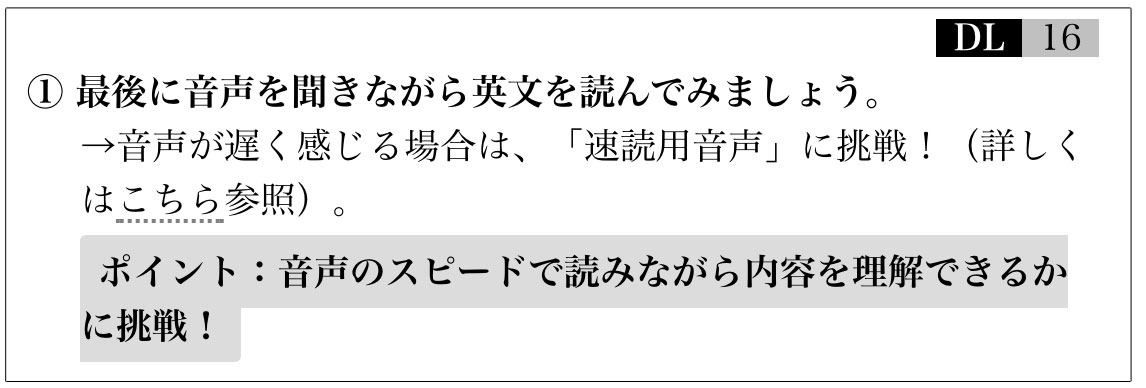 DL 16
① 最後に音声を聞きながら英文を読んでみましょう。
→音声が遅く感じる場合は、「速読用音声」に挑戦！（詳しく
はこちら参照）。
ポイント：音声のスピードで読みながら内容を理解できるか
に挑戦！